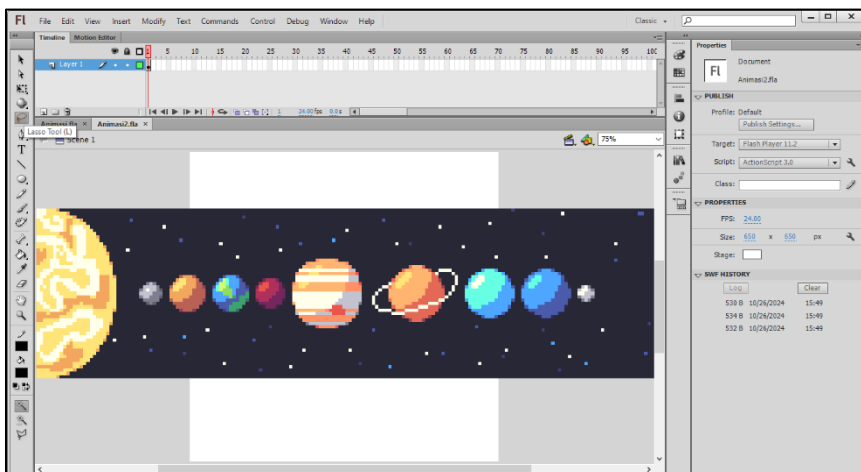 Fl File Edit View Insert Modify Text Commands Control Debug Window Help Classic
Timeline Motion Editor
5 10 15 20 25 30 35 40 45 50 55 60 65 70 75 80 85 90 95 100
Layer 1
1 24.00 fps 0.0 s
Animasi.fla × Animasi2.fla ×
Lasso Tool (L)
Scene 1 75%
T
Properties
Fl
Document
Animasi2.fla
PUBLISH
Profile: Default
Publish Settings...
Target: Flash Player 11.2
Script: ActionScript 3.0
Class:
PROPERTIES
FPS: 24.00
Size: 650 x 650 px
Stage:
SWF HISTORY
Log Clear
530 B 10/26/2024 15:49
534 B 10/26/2024 15:49
532 B 10/26/2024 15:49